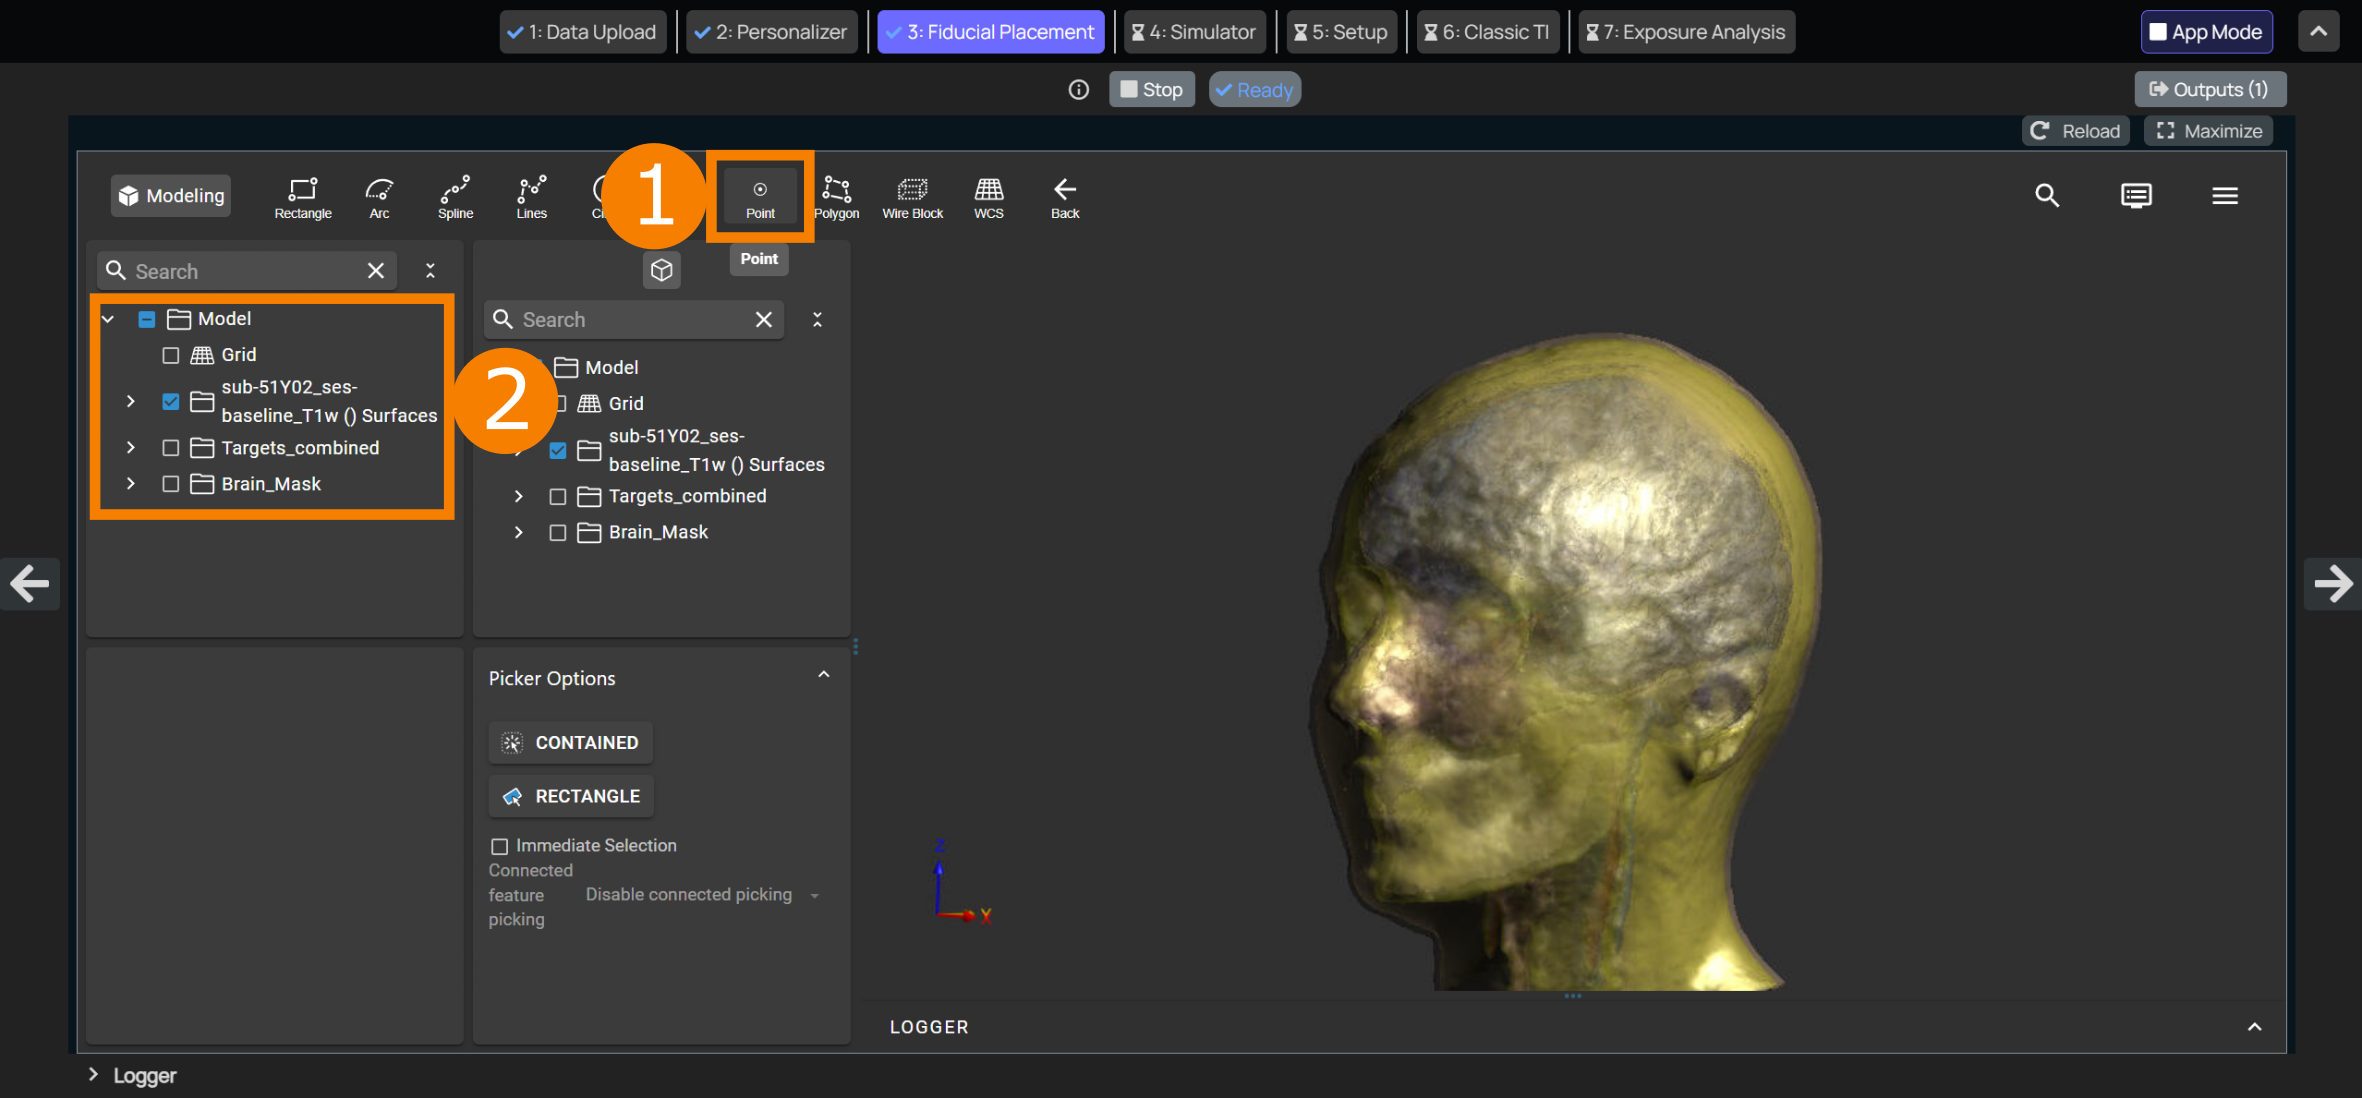 1: Data Upload
2: Personalizer
3: Fiducial Placement
4: Simulator
5: Setup
6: Classic TI
7: Exposure Analysis
App Mode
Stop
Ready
Outputs (1)
Reload
Maximize
Modeling
Rectangle
Arc
Spline
Lines
1
Point
Polygon
Wire Block
WCS
Back
Point
Search
Search
Model
Grid
sub-51Y02_ses-
baseline_T1w () Surfaces
Targets_combined
Brain_Mask
2
Model
Grid
sub-51Y02_ses-
baseline_T1w () Surfaces
Targets_combined
Brain_Mask
Picker Options
CONTAINED
RECTANGLE
Immediate Selection
Connected
feature
picking
Disable connected picking
Z
X
LOGGER
Logger